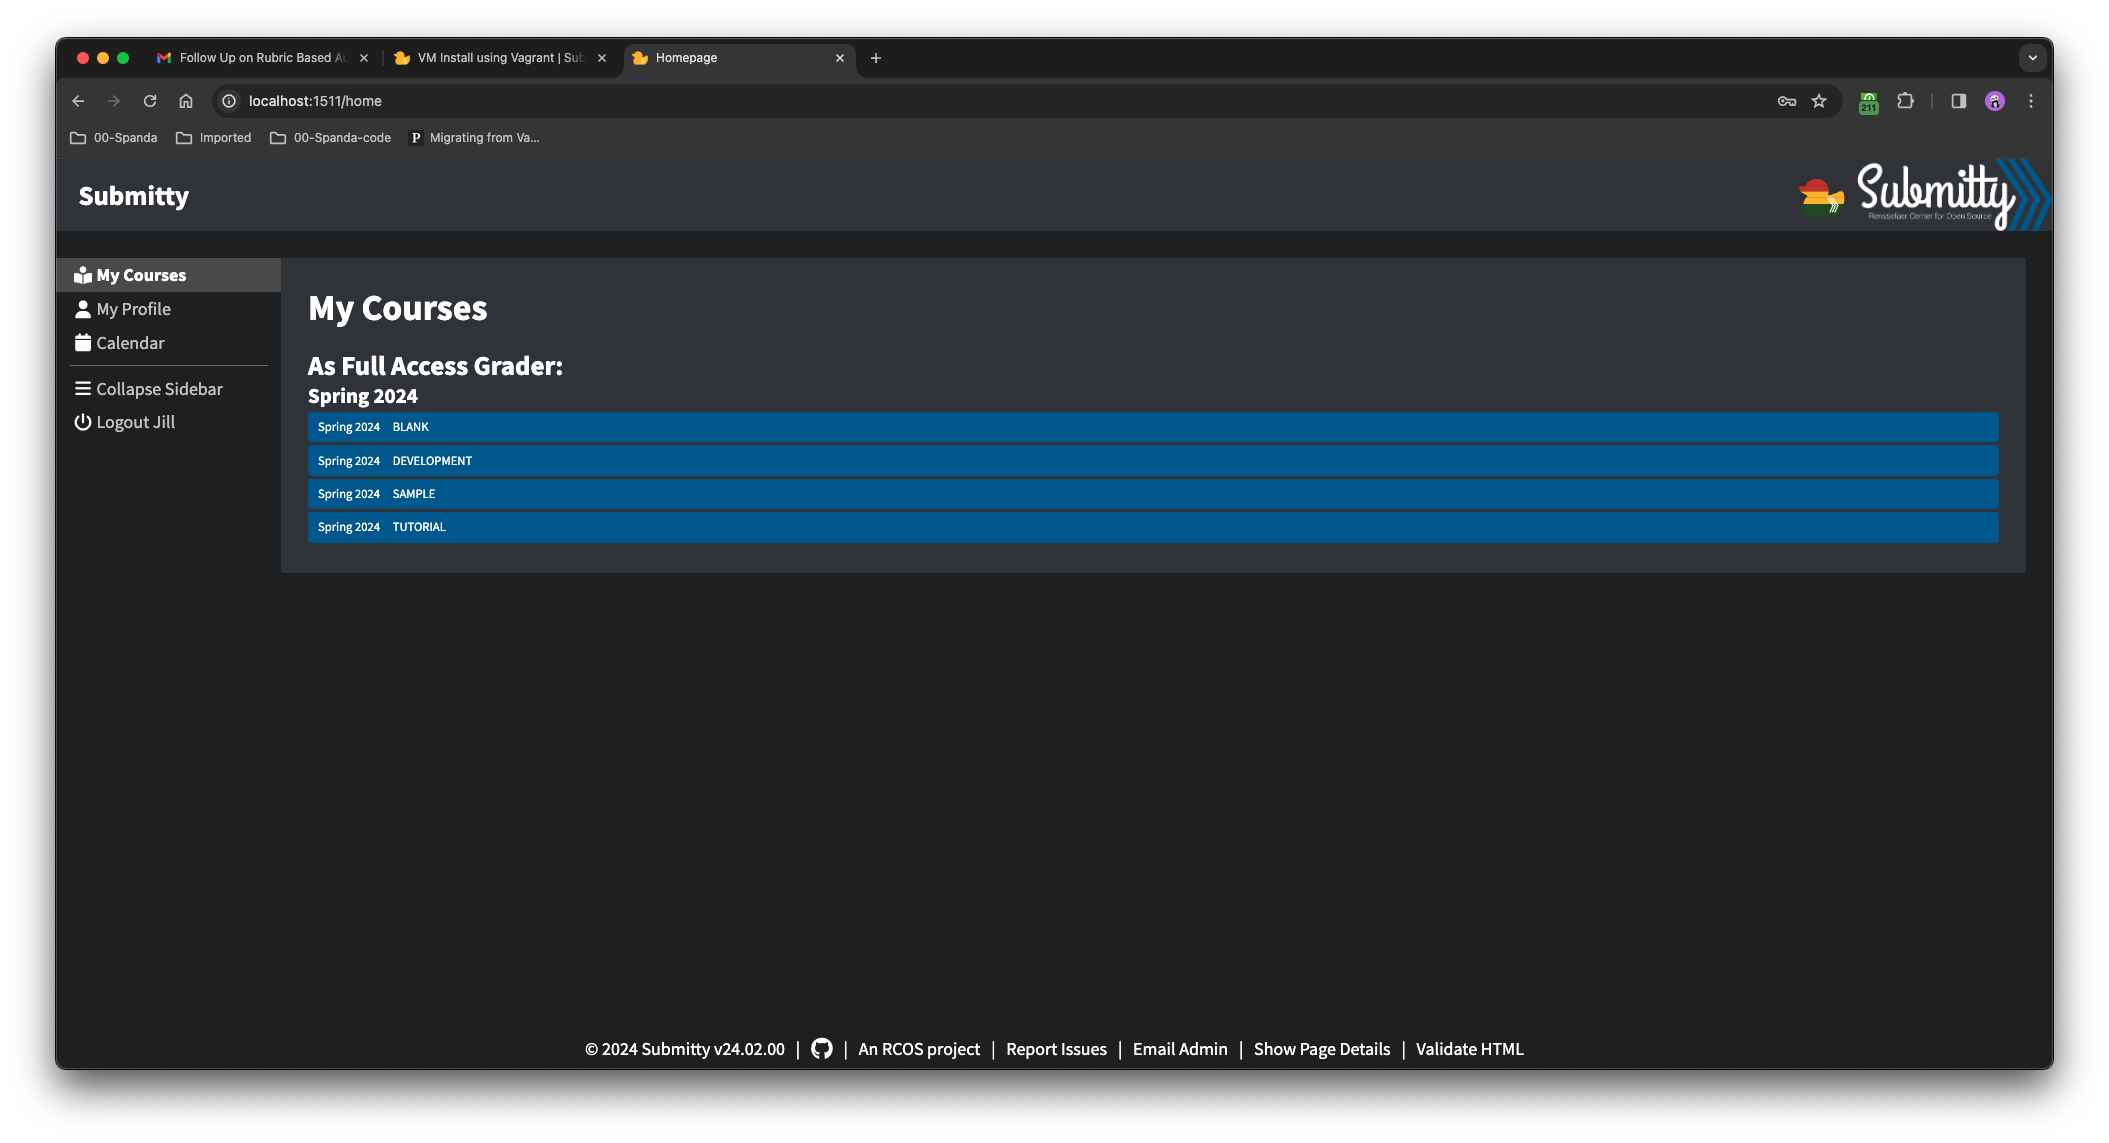 Follow Up on Rubric Based Au
VM Install using Vagrant | Sub
Homepage
localhost:1511/home
211
00-Spanda
Imported
00-Spanda-code
P Migrating from Va...
Submitty
Submitty
Rensselaer Center for Open Source
My Courses
My Profile
Calendar
Collapse Sidebar
Logout Jill
My Courses
As Full Access Grader:
Spring 2024
Spring 2024 BLANK
Spring 2024 DEVELOPMENT
Spring 2024 SAMPLE
Spring 2024 TUTORIAL
© 2024 Submitty v24.02.00 | | An RCOS project | Report Issues | Email Admin | Show Page Details | Validate HTML